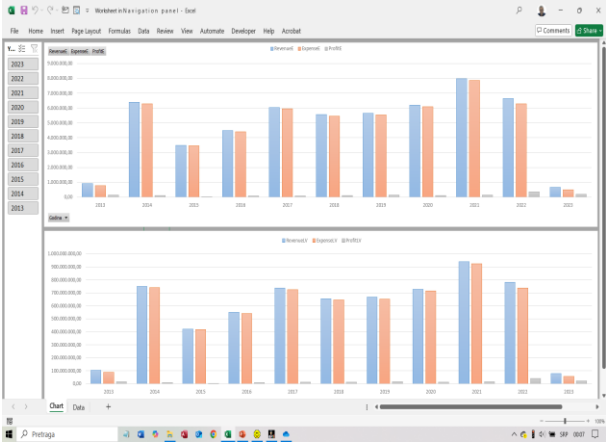 Worksheet in Navigation panel - Excel
File Home Insert Page Layout Formulas Data Review View Automate Developer Help Acrobat
Comments Share
Y...
2023
2022
2021
2020
2019
2018
2017
2016
2015
2014
2013
Revenue$ Expense$ Profit$
Revenue$ Expense$ Profit$
9.000.000,00
8.000.000,00
7.000.000,00
6.000.000,00
5.000.000,00
4.000.000,00
3.000.000,00
2.000.000,00
1.000.000,00
0,00
2013 2014 2015 2016 2017 2018 2019 2020 2021 2022 2023
Godina
1.000.000.000,00
900.000.000,00
800.000.000,00
700.000.000,00
600.000.000,00
500.000.000,00
400.000.000,00
300.000.000,00
200.000.000,00
100.000.000,00
0,00
2013 2014 2015 2016 2017 2018 2019 2020 2021 2022 2023
Chart Data
100%
Pretraga
SRP 00:07